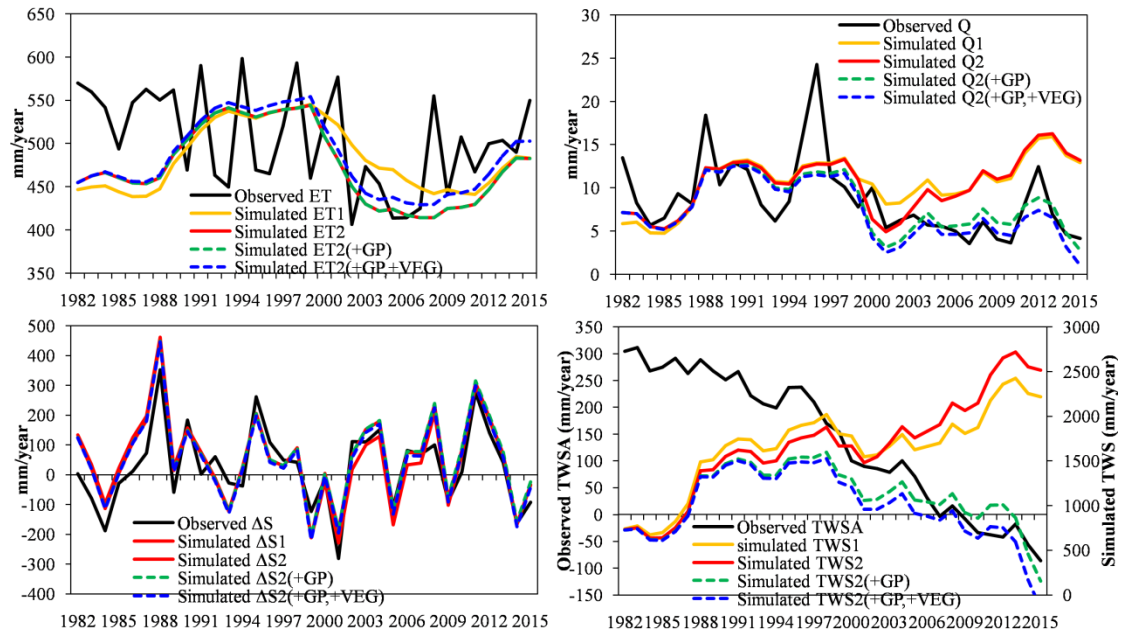 650
600
550
500
450
400
350
mm/year
Observed ET
Simulated ET1
Simulated ET2
Simulated ET2(+GP)
Simulated ET2(+GP,+VEG)
1982 1985 1988 1991 1994 1997 2000 2003 2006 2009 2012 2015
30
25
20
15
10
5
0
mm/year
Observed Q
Simulated Q1
Simulated Q2
Simulated Q2(+GP)
Simulated Q2(+GP,+VEG)
1982 1985 1988 1991 1994 1997 2000 2003 2006 2009 2012 2015
500
400
300
200
100
0
-100
-200
-300
-400
mm/year
Observed ΔS
Simulated ΔS1
Simulated ΔS2
Simulated ΔS2(+GP)
Simulated ΔS2(+GP,+VEG)
1982 1985 1988 1991 1994 1997 2000 2003 2006 2009 2012 2015
350
300
250
200
150
100
50
0
-50
-100
-150
Observed TWSA (mm/year)
Observed TWSA
simulated TWS1
Simulated TWS2
Simulated TWS2(+GP)
Simulated TWS2(+GP,+VEG)
1982 1985 1988 1991 1994 1997 2000 2003 2006 2009 2012 2015
3000
2500
2000
1500
1000
500
0
Simulated TWS (mm/year)